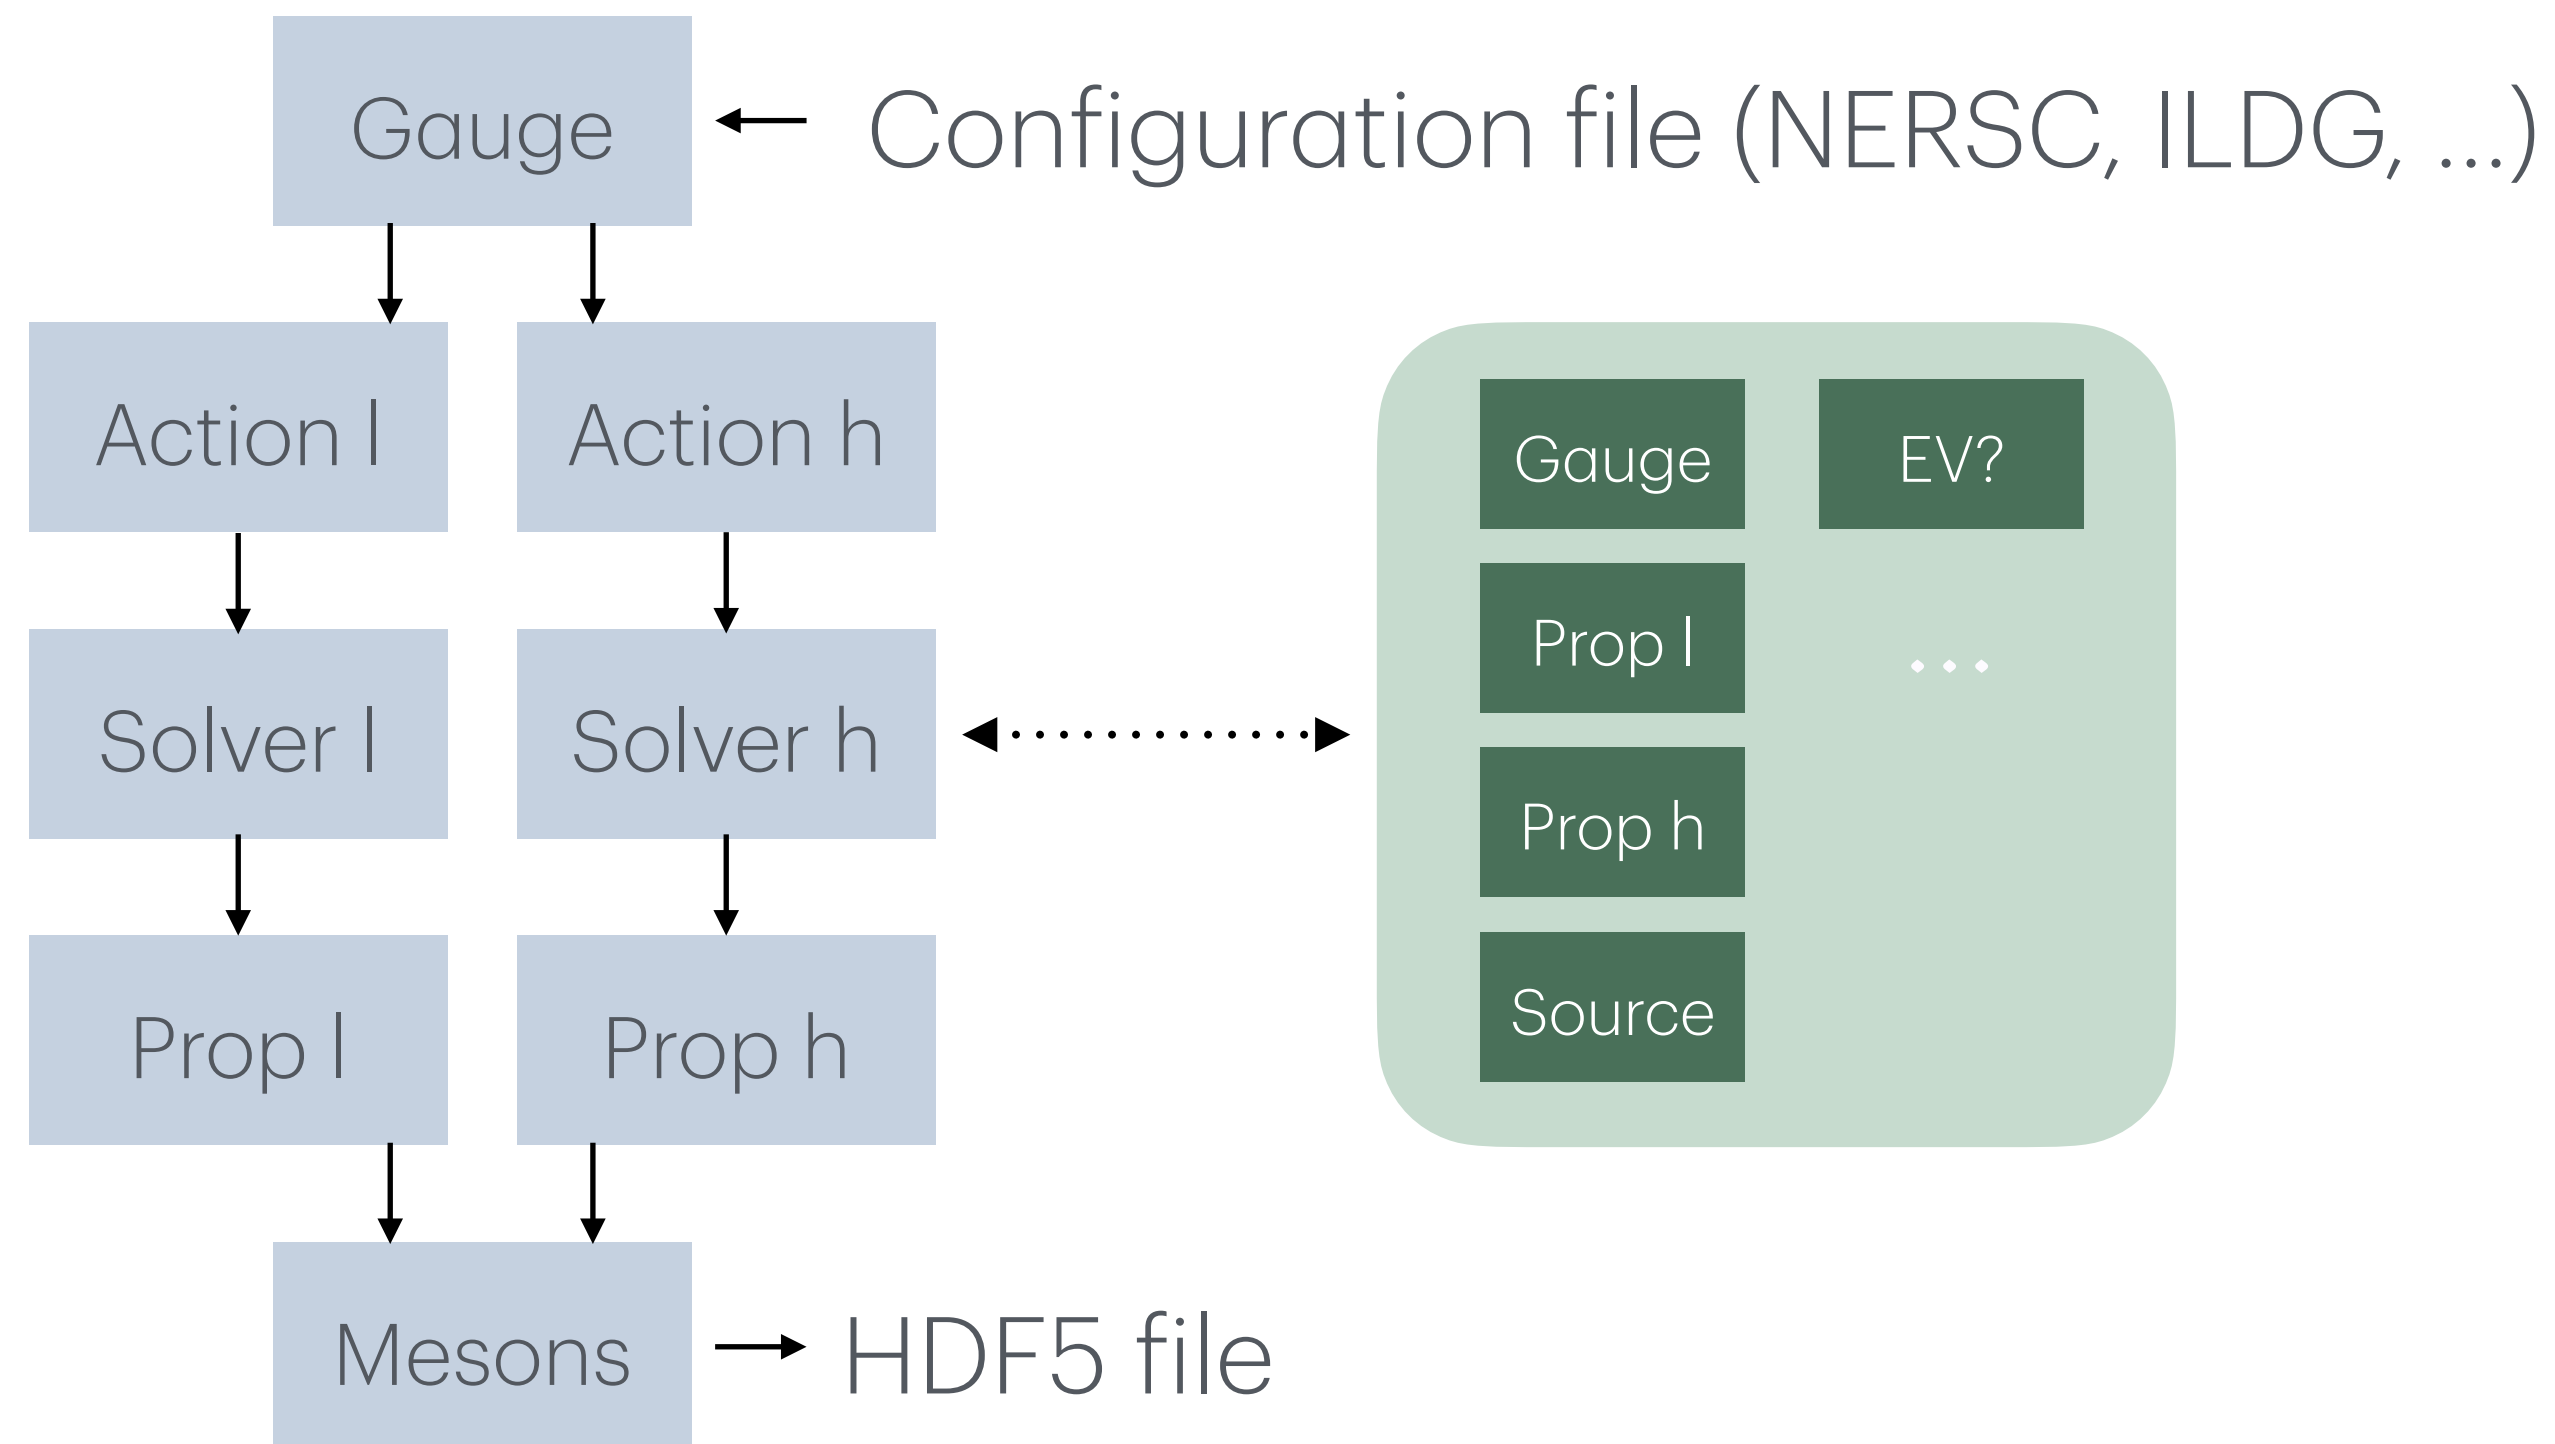 Gauge
Configuration file (NERSC, ILDG, ...)
Action l
Action h
Solver l
Solver h
Prop l
Prop h
Mesons
HDF5 file
Gauge
EV?
Prop l
...
Prop h
Source